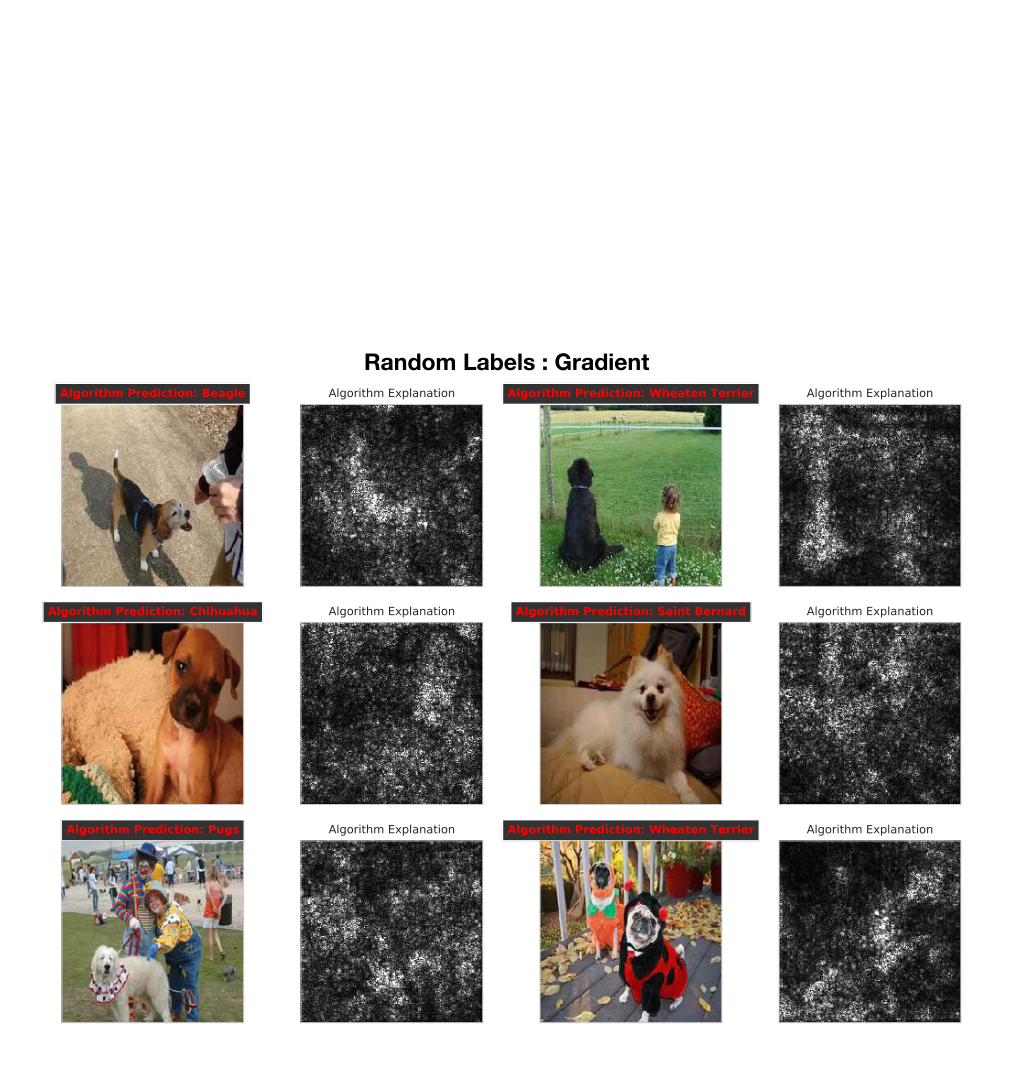 Random Labels : Gradient
Algorithm Prediction: Beagle
Algorithm Explanation
Algorithm Prediction: Wheaten Terrier
Algorithm Explanation
Algorithm Prediction: Chihuahua
Algorithm Explanation
Algorithm Prediction: Saint Bernard
Algorithm Explanation
Algorithm Prediction: Pugs
Algorithm Explanation
Algorithm Prediction: Wheaten Terrier
Algorithm Explanation